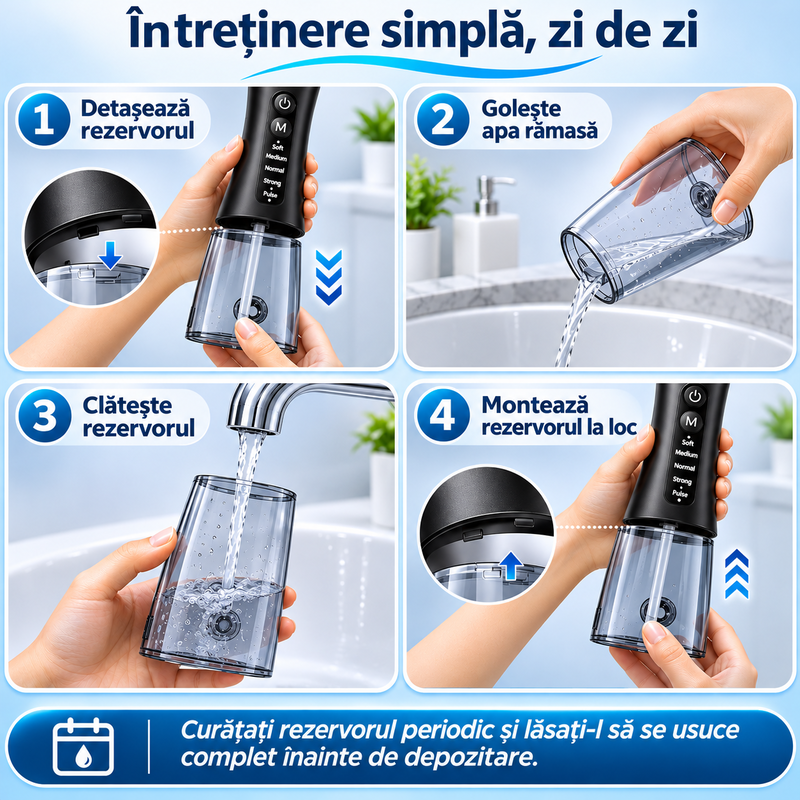 Întreținere simplă, zi de zi
1
Detașează
rezervorul
M
Soft
Medium
Normal
Strong
Pulse
2
Golește
apa rămasă
3
Clătește
rezervorul
4
Montează
rezervorul la loc
M
Soft
Medium
Normal
Strong
Pulse
Curățați rezervorul periodic și lăsați-l să se usuce
complet înainte de depozitare.